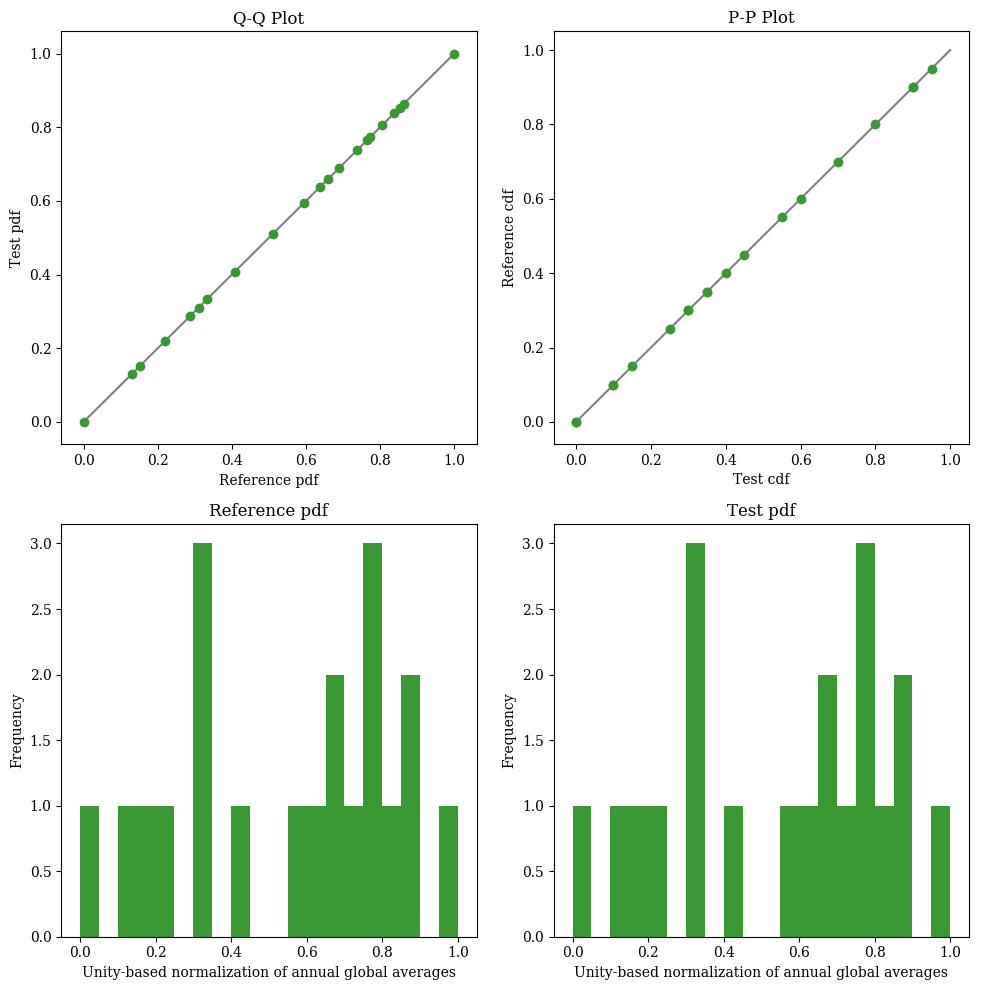 Q-Q Plot
1.0
0.8
0.6
0.4
0.2
0.0
Test pdf
0.0 0.2 0.4 0.6 0.8 1.0
Reference pdf
P-P Plot
1.0
0.8
0.6
0.4
0.2
0.0
Reference cdf
0.0 0.2 0.4 0.6 0.8 1.0
Test cdf
Reference pdf
3.0
2.5
2.0
1.5
1.0
0.5
0.0
Frequency
0.0 0.2 0.4 0.6 0.8 1.0
Unity-based normalization of annual global averages
Test pdf
3.0
2.5
2.0
1.5
1.0
0.5
0.0
Frequency
0.0 0.2 0.4 0.6 0.8 1.0
Unity-based normalization of annual global averages